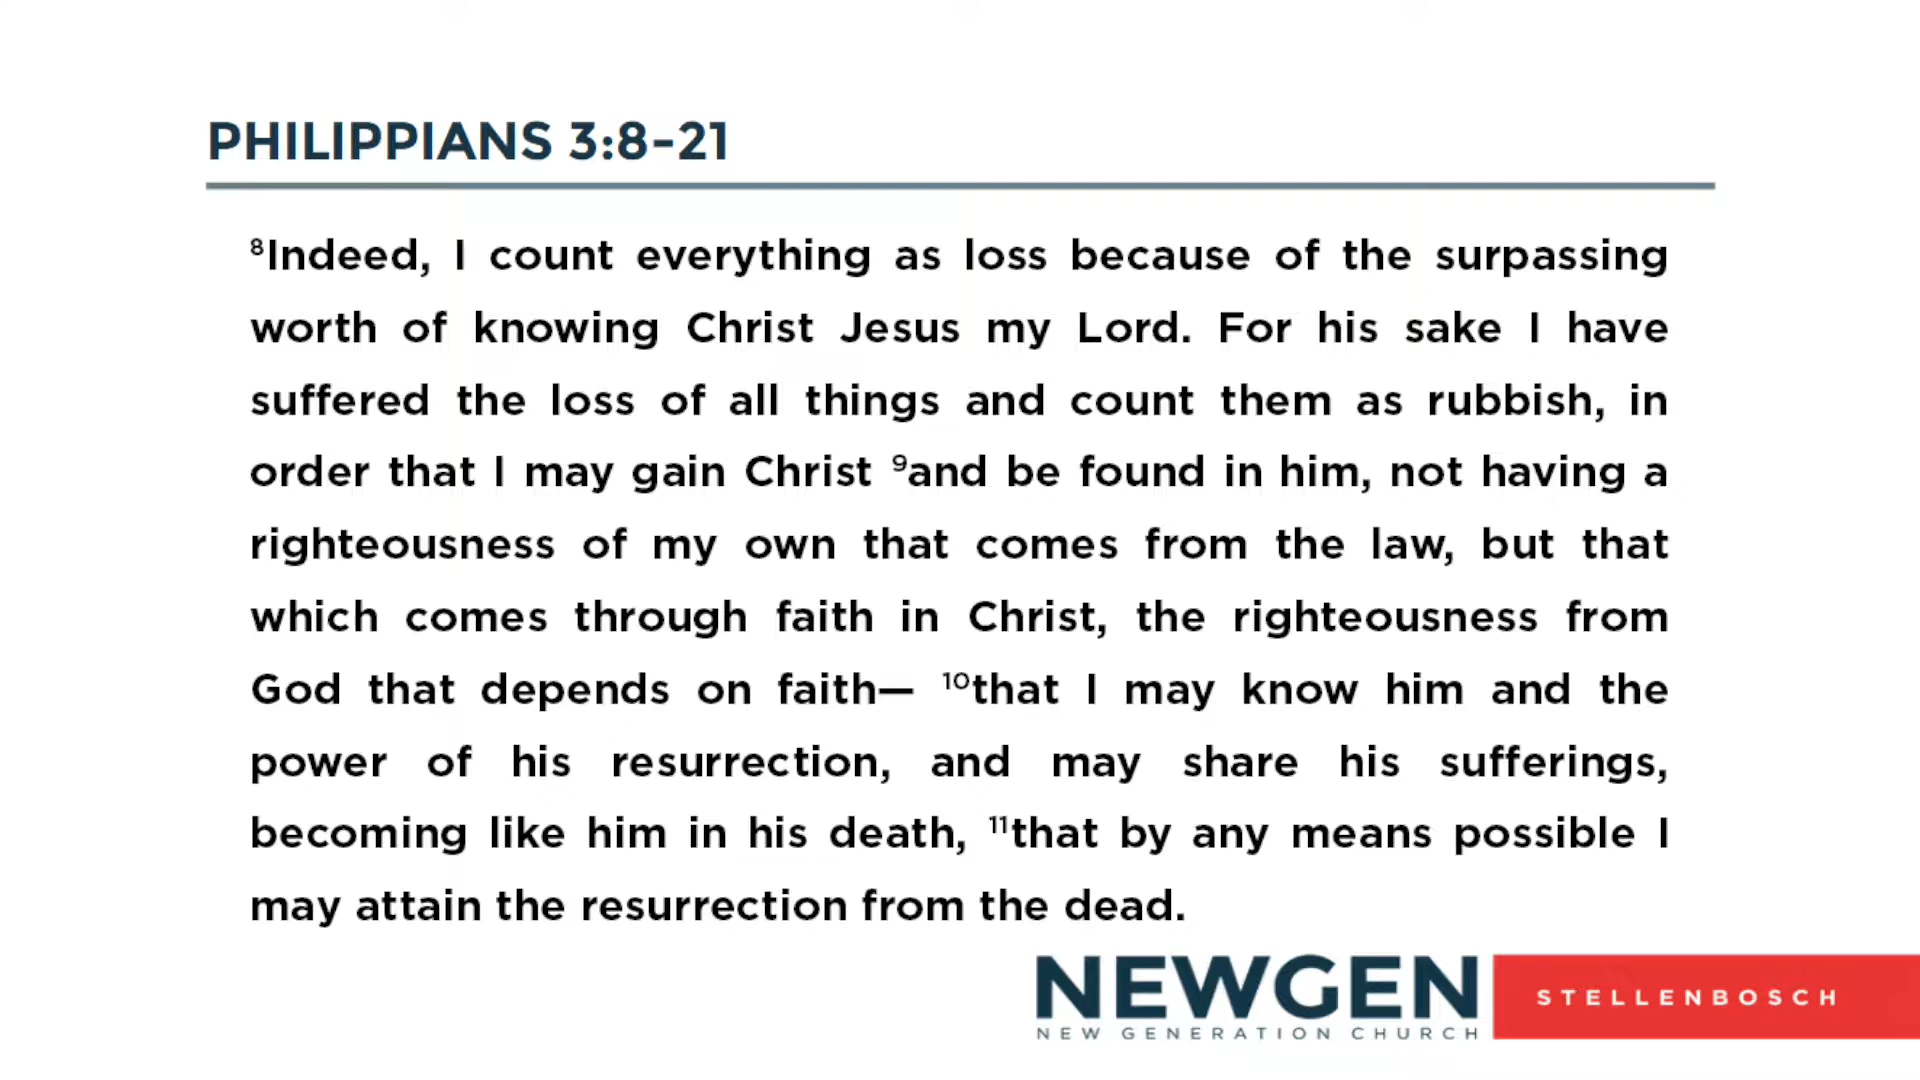 PHILIPPIANS 3:8-21
⁸Indeed, I count everything as loss because of the surpassing
worth of knowing Christ Jesus my Lord. For his sake I have
suffered the loss of all things and count them as rubbish, in
order that I may gain Christ ⁹and be found in him, not having a
righteousness of my own that comes from the law, but that
which comes through faith in Christ, the righteousness from
God that depends on faith— ¹⁰that I may know him and the
power of his resurrection, and may share his sufferings,
becoming like him in his death, ¹¹that by any means possible I
may attain the resurrection from the dead.
NEWGEN
NEW GENERATION CHURCH
STELLENBOSCH